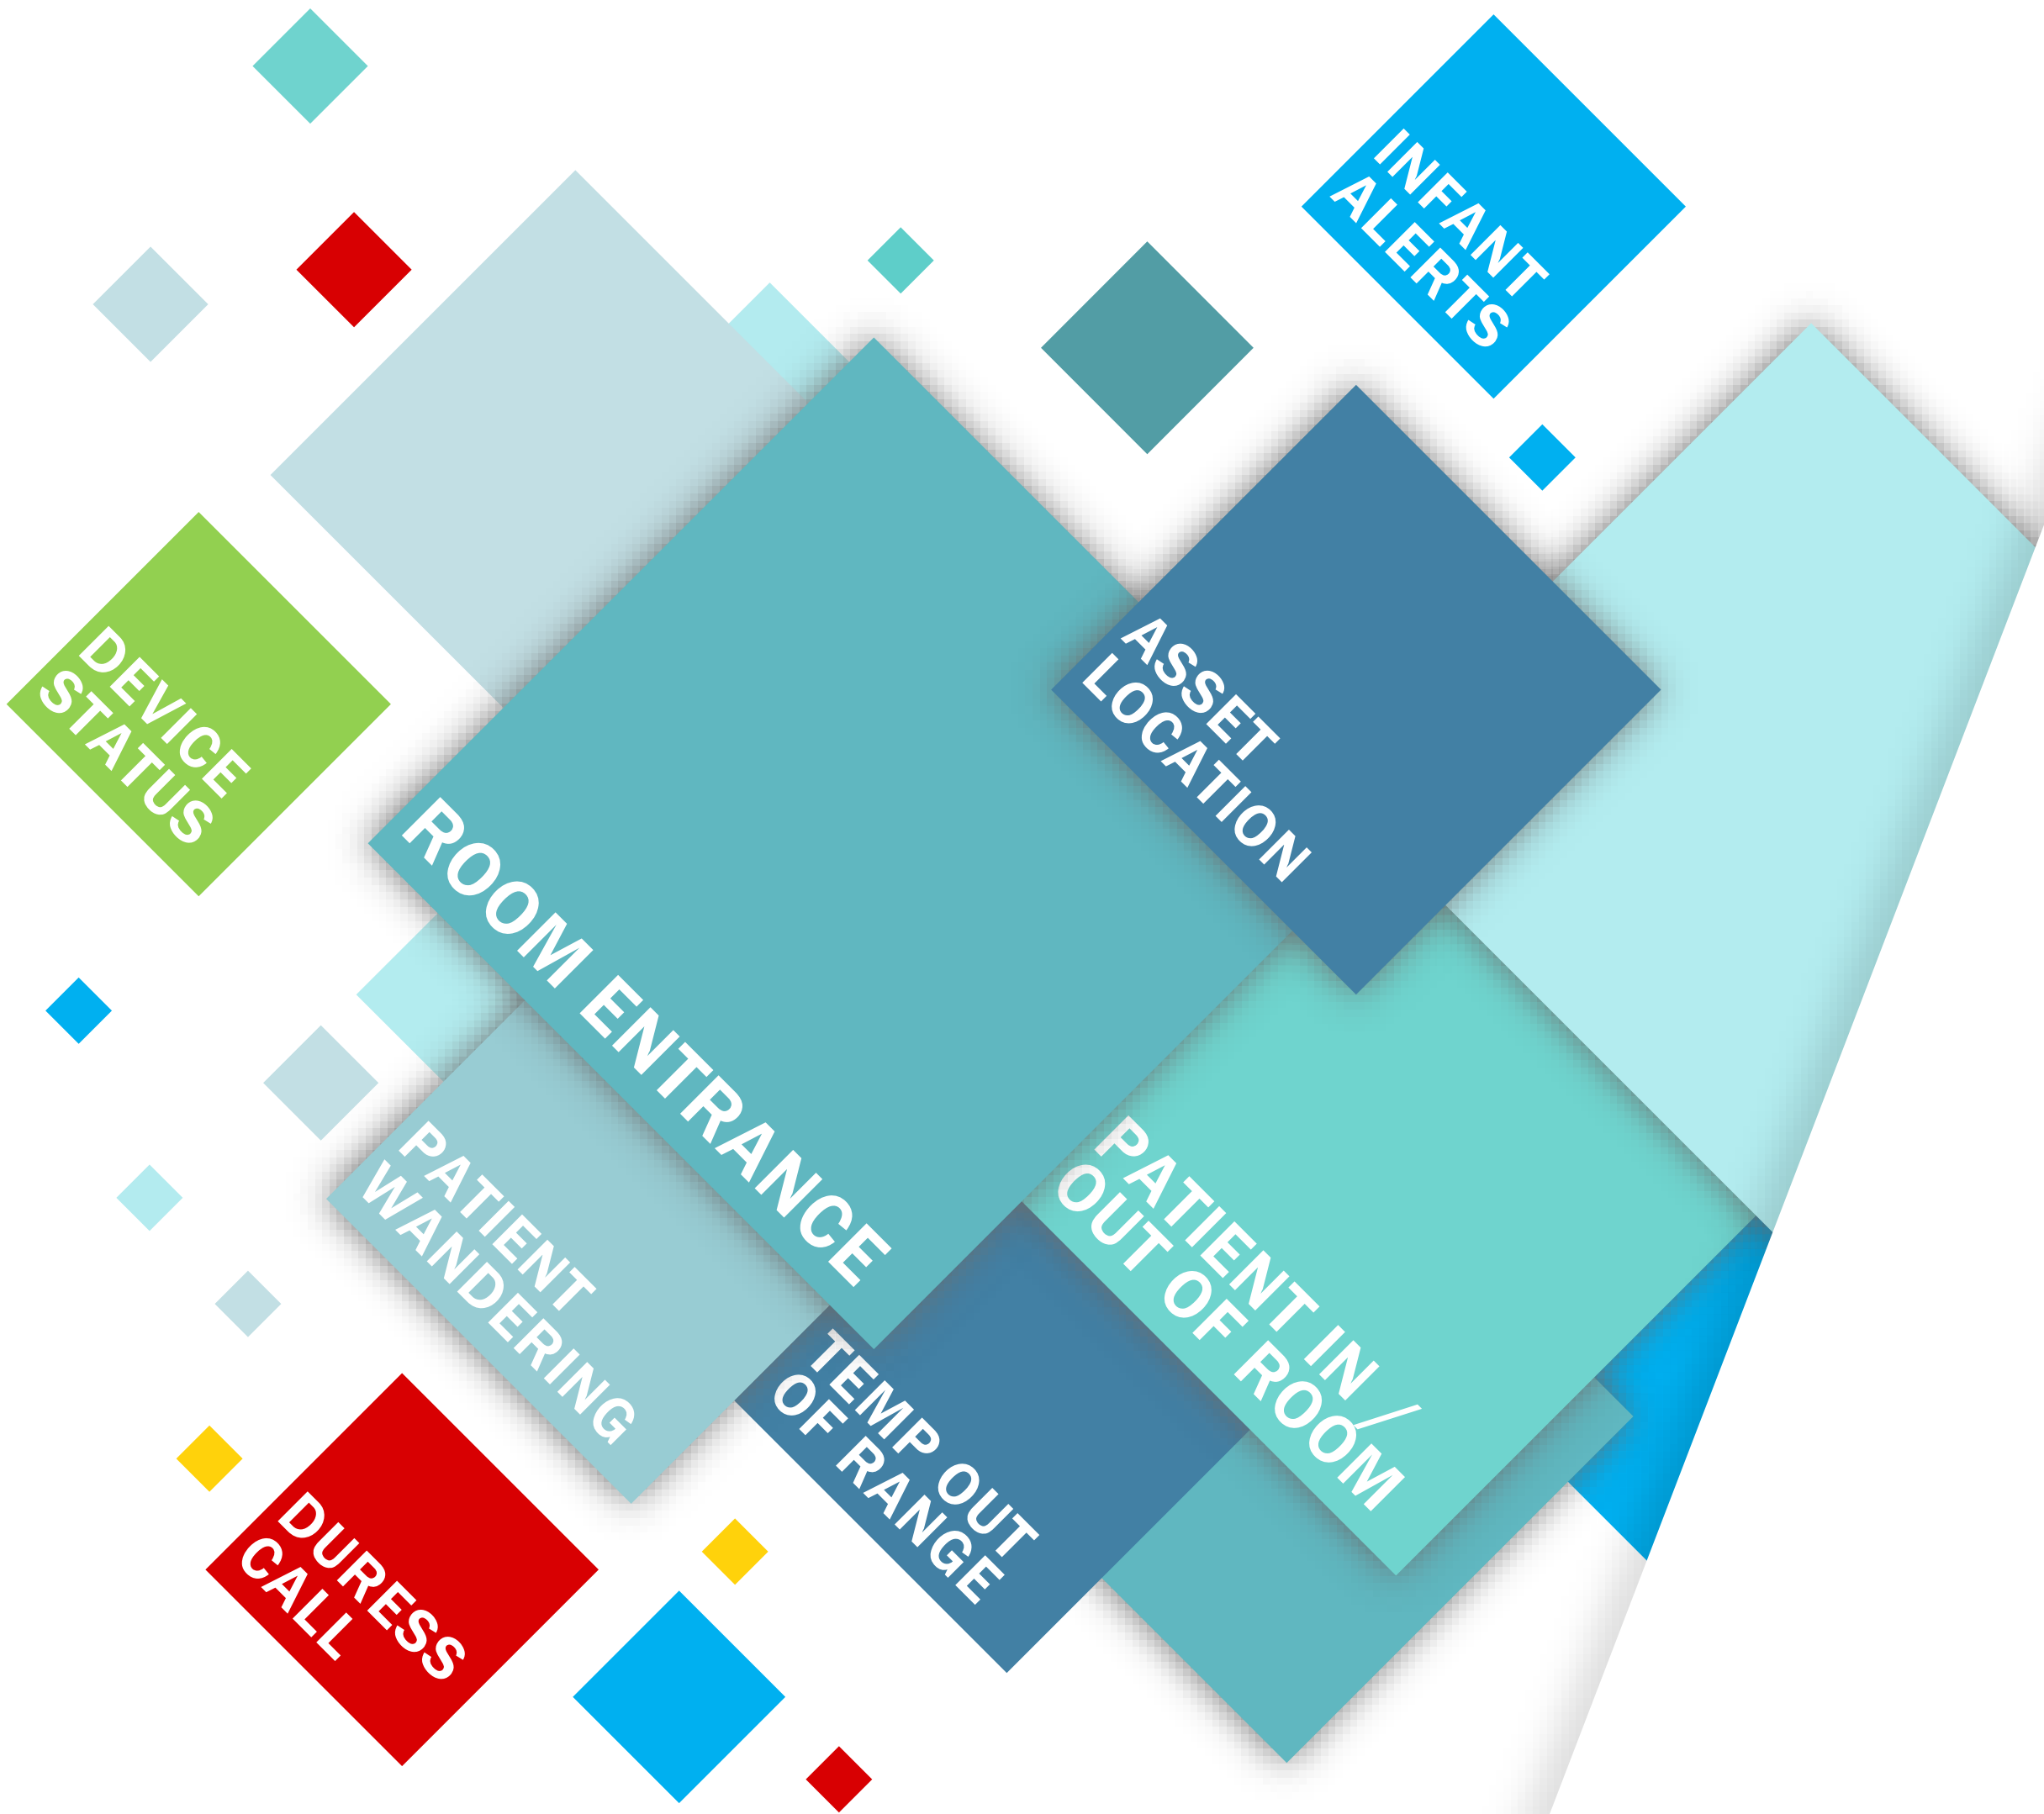 INFANT
ALERTS
DEVICE
STATUS
ASSET
LOCATION
ROOM ENTRANCE
PATIENT
WANDERING
PATIENT IN/
OUT OF ROOM
TEMP OUT
OF RANGE
DURESS
CALL